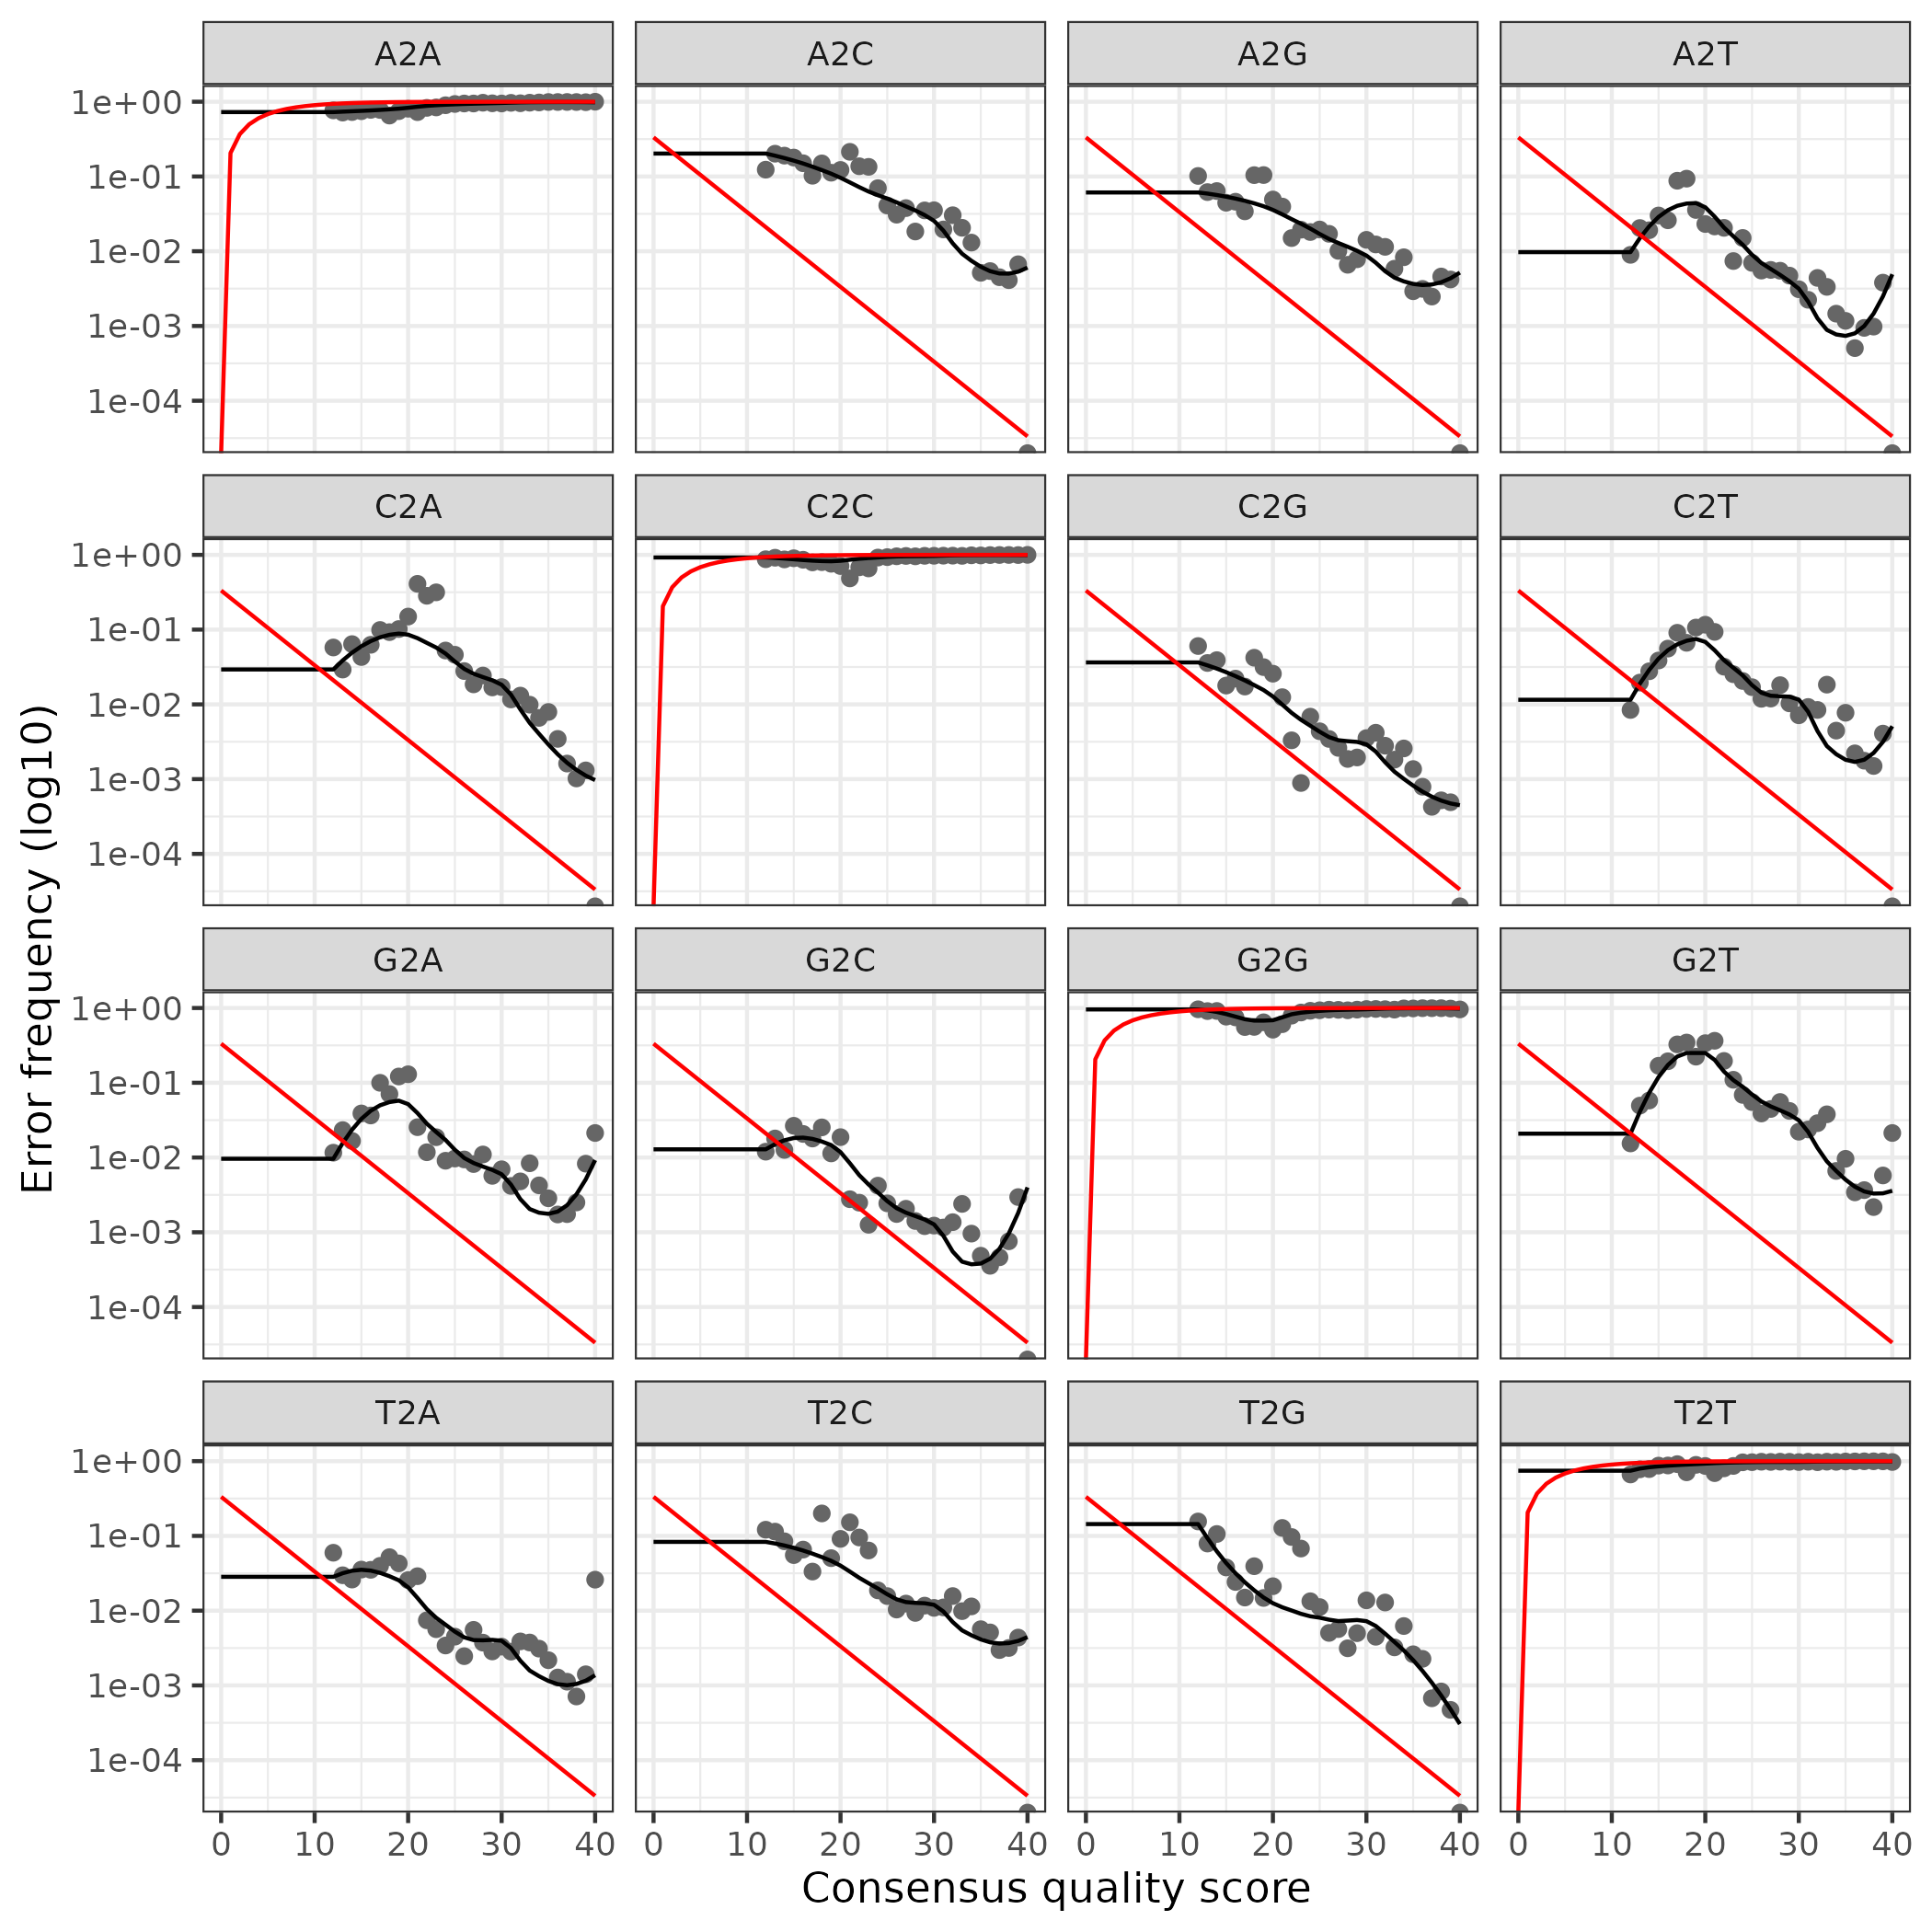 A2A A2C A2G A2T
1e+00
1e-01
1e-02
1e-03
1e-04
C2A C2C C2G C2T
1e+00
1e-01
1e-02
1e-03
1e-04
G2A G2C G2G G2T
1e+00
1e-01
1e-02
1e-03
1e-04
T2A T2C T2G T2T
1e+00
1e-01
1e-02
1e-03
1e-04
0 10 20 30 40 0 10 20 30 40 0 10 20 30 40 0 10 20 30 40
Consensus quality score
Error frequency (log10)